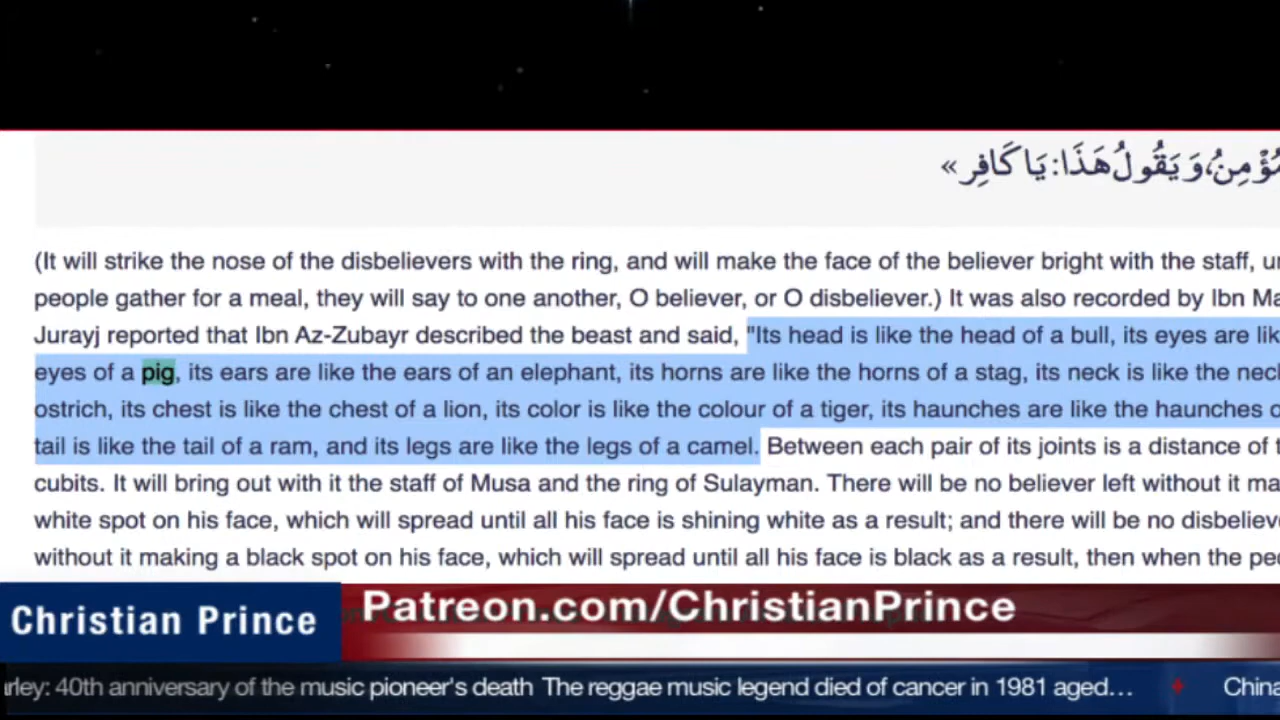 مُؤْمِنُ، وَيَقُولُ هَذَا: يَا كَافِر»
(It will strike the nose of the disbelievers with the ring, and will make the face of the believer bright with the staff,
people gather for a meal, they will say to one another, O believer, or O disbeliever.) It was also recorded by Ibn
Jurayj reported that Ibn Az-Zubayr described the beast and said, "Its head is like the head of a bull, its eyes are
eyes of a pig, its ears are like the ears of an elephant, its horns are like the horns of a stag, its neck is like the
ostrich, its chest is like the chest of a lion, its color is like the colour of a tiger, its haunches are like the haunches
tail is like the tail of a ram, and its legs are like the legs of a camel. Between each pair of its joints is a distance of
cubits. It will bring out with it the staff of Musa and the ring of Sulayman. There will be no believer left without it
white spot on his face, which will spread until all his face is shining white as a result; and there will be no
without it making a black spot on his face, which will spread until all his face is black as a result, then when the
Christian Prince
Patreon.com/ChristianPrince
40th anniversary of the music pioneer's death The reggae music legend died of cancer in 1981 aged... China